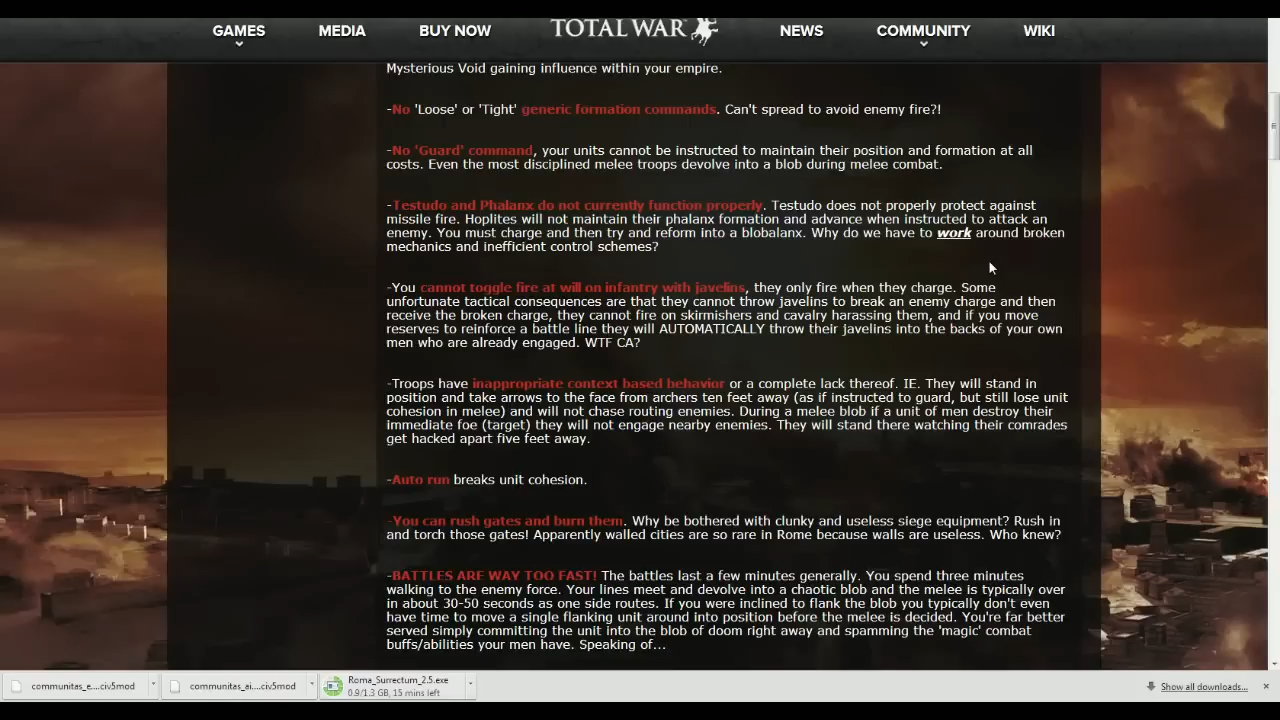 GAMES MEDIA BUY NOW TOTAL WAR NEWS COMMUNITY WIKI
Mysterious Void gaining influence within your empire.
-No 'Loose' or 'Tight' generic formation commands. Can't spread to avoid enemy fire?!
-No 'Guard' command, your units cannot be instructed to maintain their position and formation at all
costs. Even the most disciplined melee troops devolve into a blob during melee combat.
-Testudo and Phalanx do not currently function properly. Testudo does not properly protect against
missile fire. Hoplites will not maintain their phalanx formation and advance when instructed to attack an
enemy. You must charge and then try and reform into a blobalanx. Why do we have to work around broken
mechanics and inefficient control schemes?
-You cannot toggle fire at will on infantry with javelins, they only fire when they charge. Some
unfortunate tactical consequences are that they cannot throw javelins to break an enemy charge and then
receive the broken charge, they cannot fire on skirmishers and cavalry harassing them, and if you move
reserves to reinforce a battle line they will AUTOMATICALLY throw their javelins into the backs of your own
men who are already engaged. WTF CA?
-Troops have inappropriate context based behavior or a complete lack thereof. IE. They will stand in
position and take arrows to the face from archers ten feet away (as if instructed to guard, but still lose unit
cohesion in melee) and will not chase routing enemies. During a melee blob if a unit of men destroy their
immediate foe (target) they will not engage nearby enemies. They will stand there watching their comrades
get hacked apart five feet away.
-Auto run breaks unit cohesion.
-You can rush gates and burn them. Why be bothered with clunky and useless siege equipment? Rush in
and torch those gates! Apparently walled cities are so rare in Rome because walls are useless. Who knew?
-BATTLES ARE WAY TOO FAST! The battles last a few minutes generally. You spend three minutes
walking to the enemy force. Your lines meet and devolve into a chaotic blob and the melee is typically over
in about 30-50 seconds as one side routes. If you were inclined to flank the blob you typically don't even
have time to move a single flanking unit around into position before the melee is decided. You're far better
served simply committing the unit into the blob of doom right away and spamming the 'magic' combat
buffs/abilities your men have. Speaking of...
communitas_e....civ5mod communitas_ai....civ5mod Roma_Surrectum_2.5.exe Show all downloads...
0.9/1.3 GB, 15 mins left